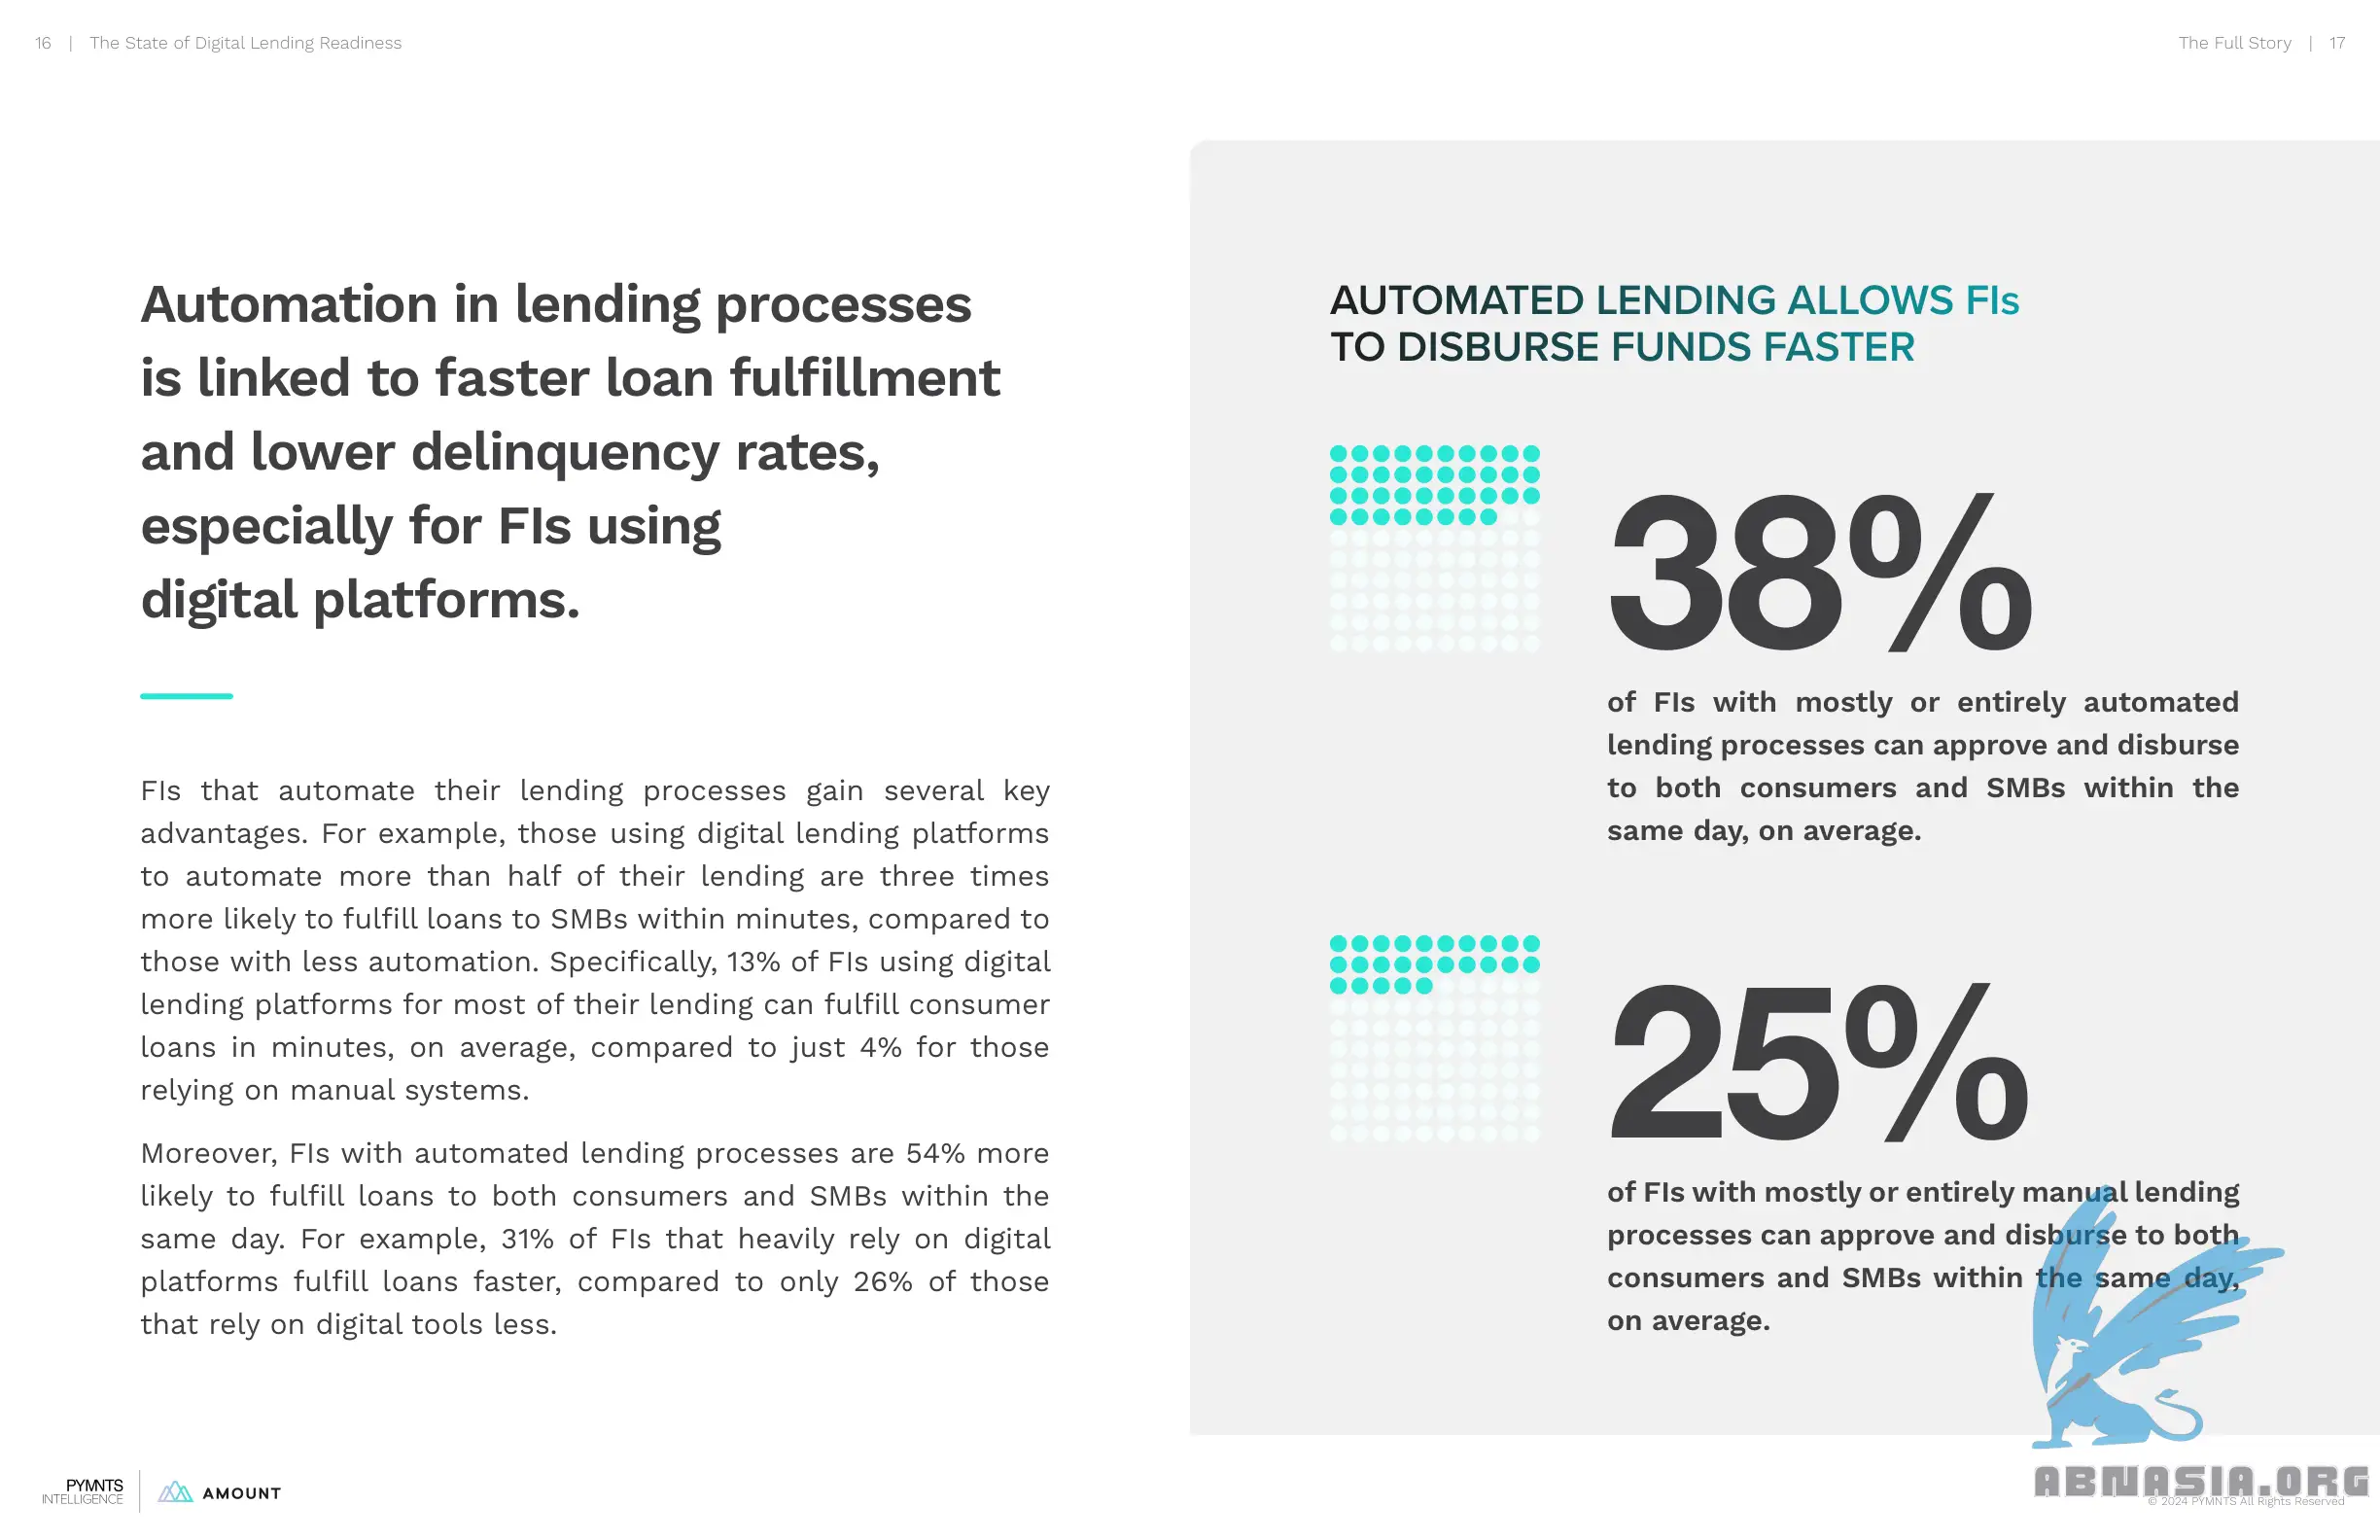 16 | The State of Digital Lending Readiness
The Full Story | 17
Automation in lending processes
is linked to faster loan fulfillment
and lower delinquency rates,
especially for FIs using
digital platforms.
FIs that automate their lending processes gain several key
advantages. For example, those using digital lending platforms
to automate more than half of their lending are three times
more likely to fulfill loans to SMBs within minutes, compared to
those with less automation. Specifically, 13% of FIs using digital
lending platforms for most of their lending can fulfill consumer
loans in minutes, on average, compared to just 4% for those
relying on manual systems.
Moreover, FIs with automated lending processes are 54% more
likely to fulfill loans to both consumers and SMBs within the
same day. For example, 31% of FIs that heavily rely on digital
platforms fulfill loans faster, compared to only 26% of those
that rely on digital tools less.
AUTOMATED LENDING ALLOWS FIs
TO DISBURSE FUNDS FASTER
38%
of FIs with mostly or entirely automated
lending processes can approve and disburse
to both consumers and SMBs within the
same day, on average.
25%
of FIs with mostly or entirely manual lending
processes can approve and disburse to both
consumers and SMBs within the same day,
on average.
PYMNTS
INTELLIGENCE
AMOUNT
ABNASIA.ORG
© 2024 PYMNTS All Rights Reserved